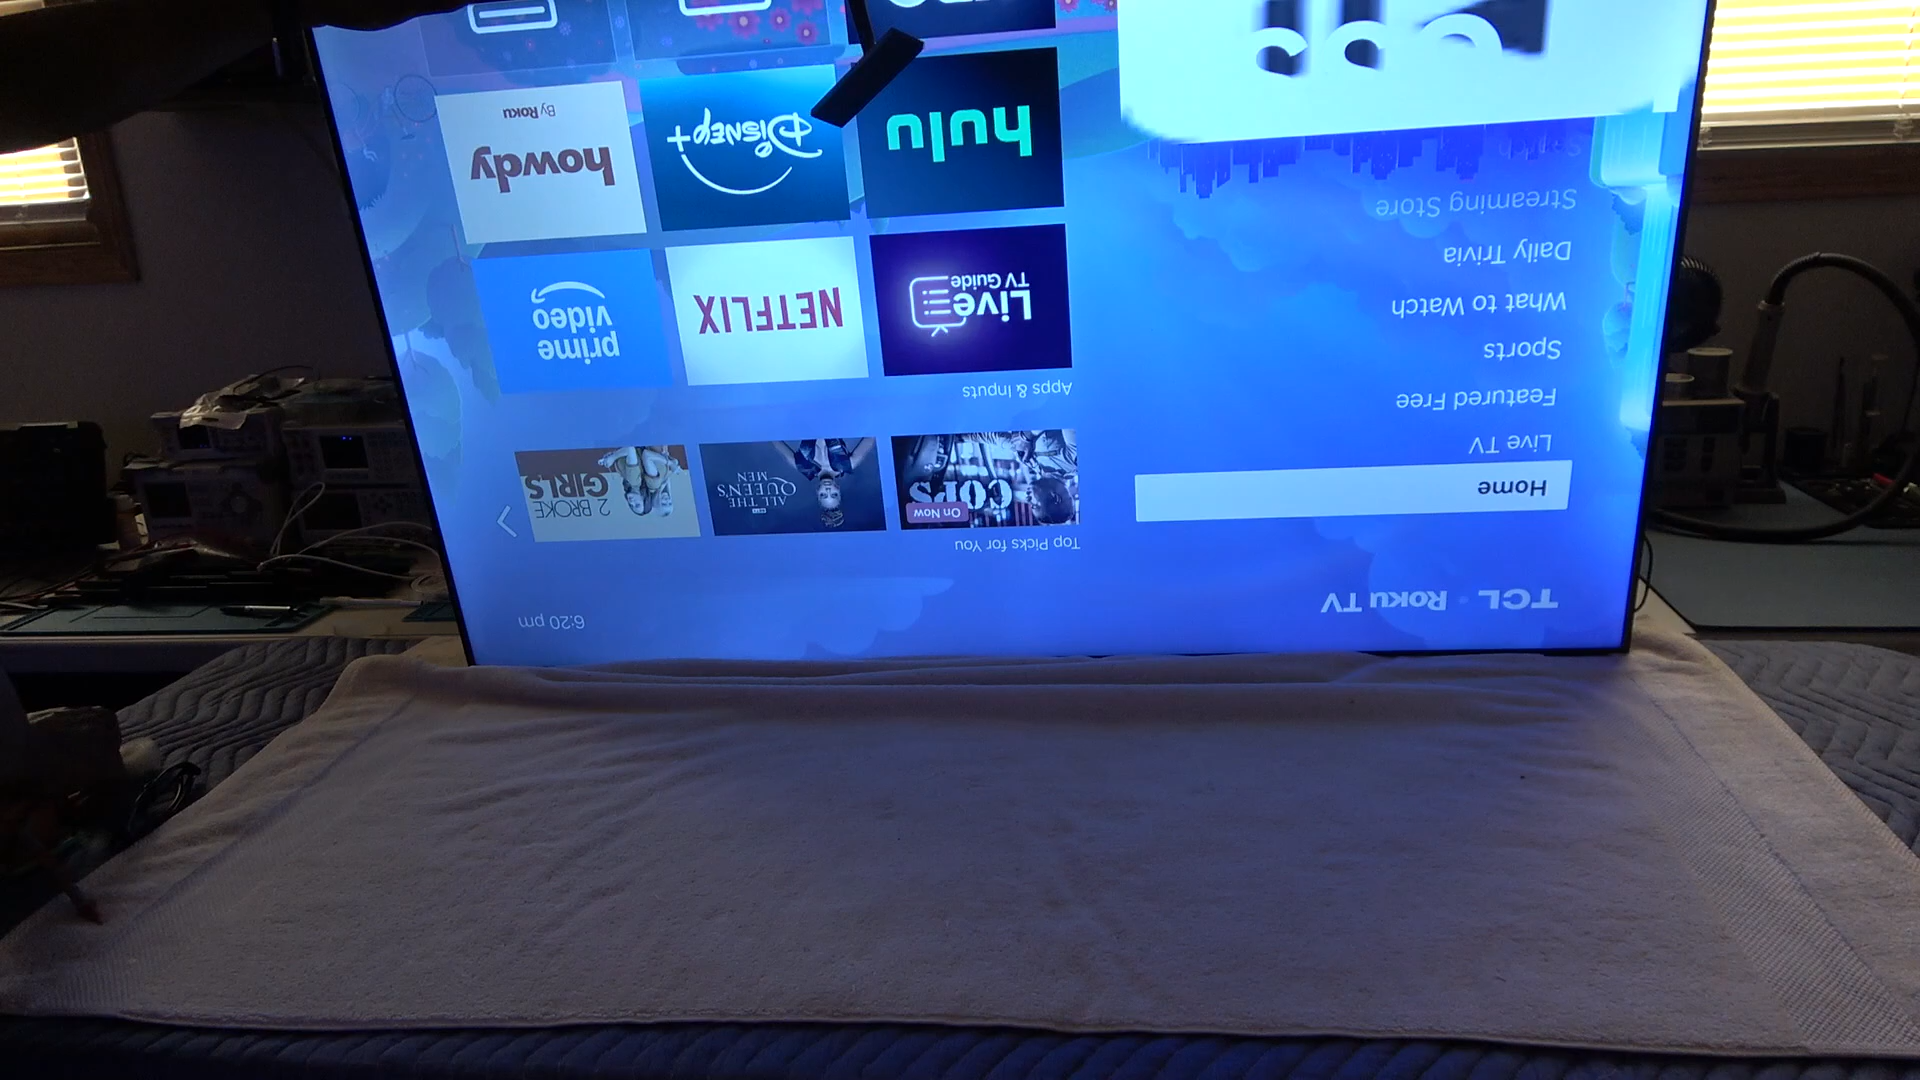 TCL · Roku TV
6:20 pm
Home
Live TV
Featured Free
Sports
What to Watch
Daily Trivia
Streaming Store
Search
Top Picks for You
On Now
COPS
ALL THE
QUEEN'S
MEN
2 BROKE
GIRLS
Apps & Inputs
Live
TV Guide
NETFLIX
prime
video
hulu
Disney+
howdy
By Roku